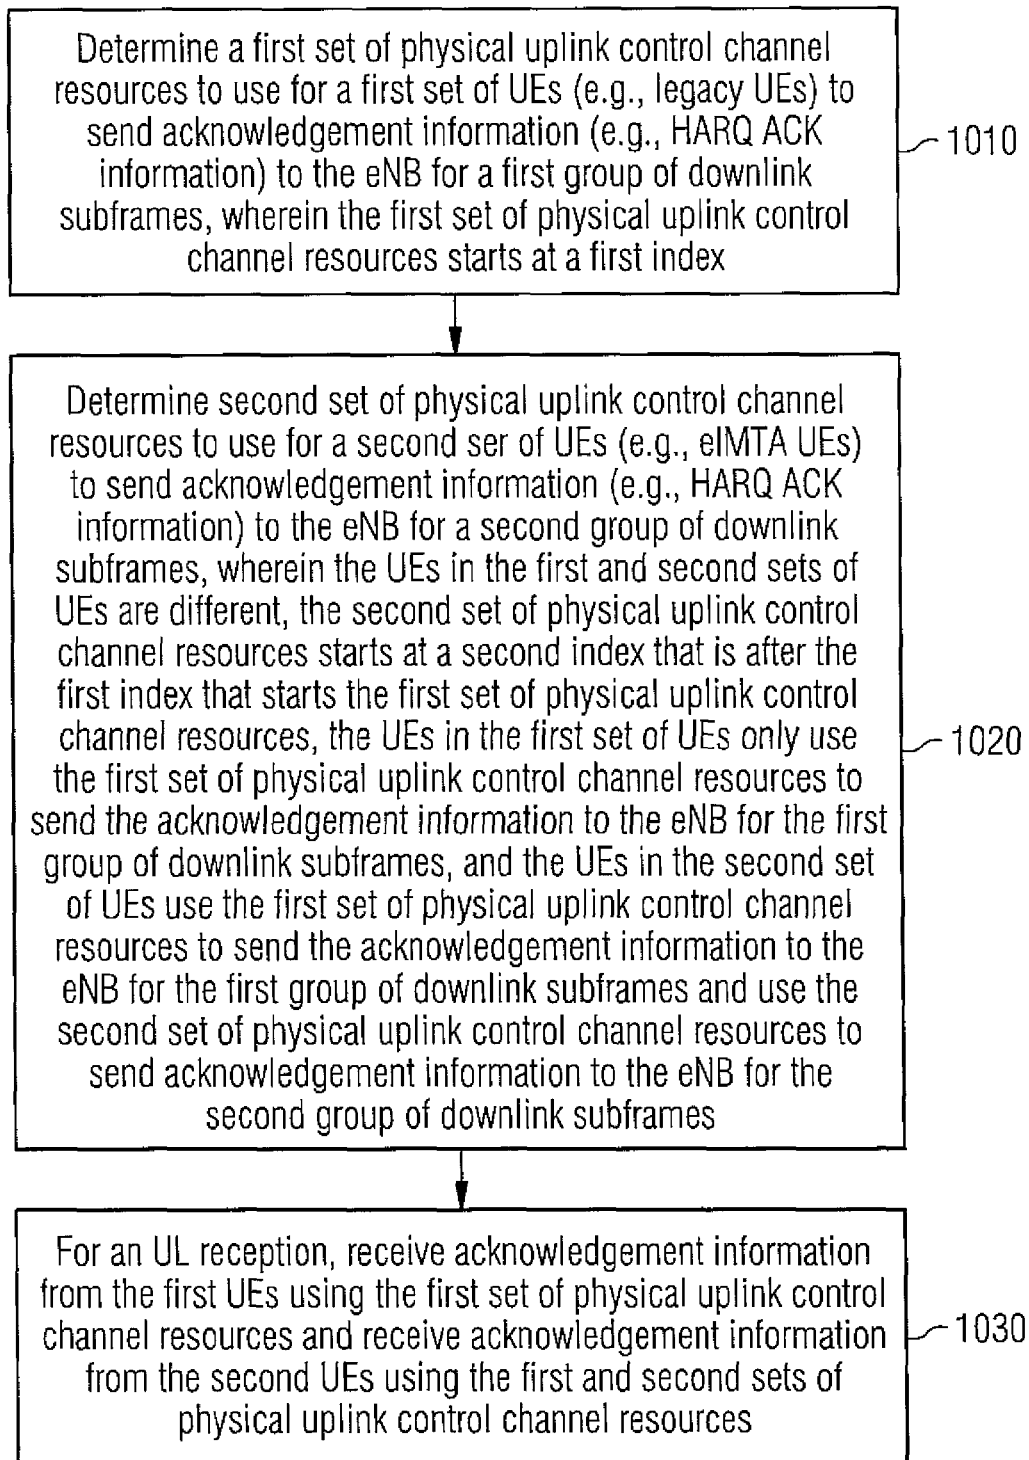 Determine a first set of physical uplink control channel
resources to use for a first set of UEs (e.g., legacy UEs) to
send acknowledgement information (e.g., HARQ ACK
information) to the eNB for a first group of downlink
subframes, wherein the first set of physical uplink control
channel resources starts at a first index
1010
Determine second set of physical uplink control channel
resources to use for a second ser of UEs (e.g., eIMTA UEs)
to send acknowledgement information (e.g., HARQ ACK
information) to the eNB for a second group of downlink
subframes, wherein the UEs in the first and second sets of
UEs are different, the second set of physical uplink control
channel resources starts at a second index that is after the
first index that starts the first set of physical uplink control
channel resources, the UEs in the first set of UEs only use
the first set of physical uplink control channel resources to
send the acknowledgement information to the eNB for the first
group of downlink subframes, and the UEs in the second set
of UEs use the first set of physical uplink control channel
resources to send the acknowledgement information to the
eNB for the first group of downlink subframes and use the
second set of physical uplink control channel resources to
send acknowledgement information to the eNB for the
second group of downlink subframes
1020
For an UL reception, receive acknowledgement information
from the first UEs using the first set of physical uplink control
channel resources and receive acknowledgement information
from the second UEs using the first and second sets of
physical uplink control channel resources
1030